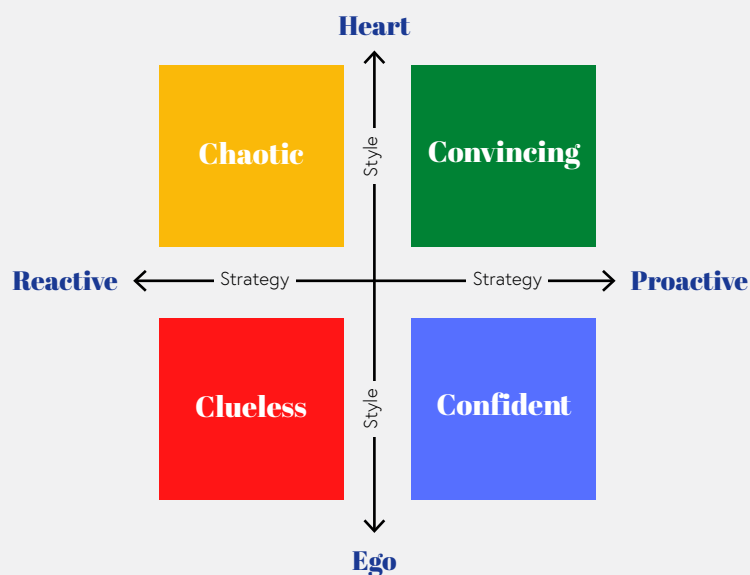 Heart
Chaotic
Style
Convincing
Reactive
Strategy
Strategy
Proactive
Clueless
Style
Confident
Ego